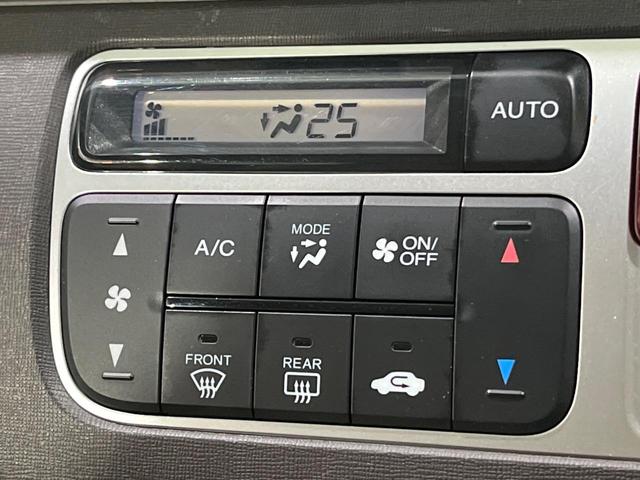 25
AUTO
A/C
MODE
ON/
OFF
FRONT
REAR